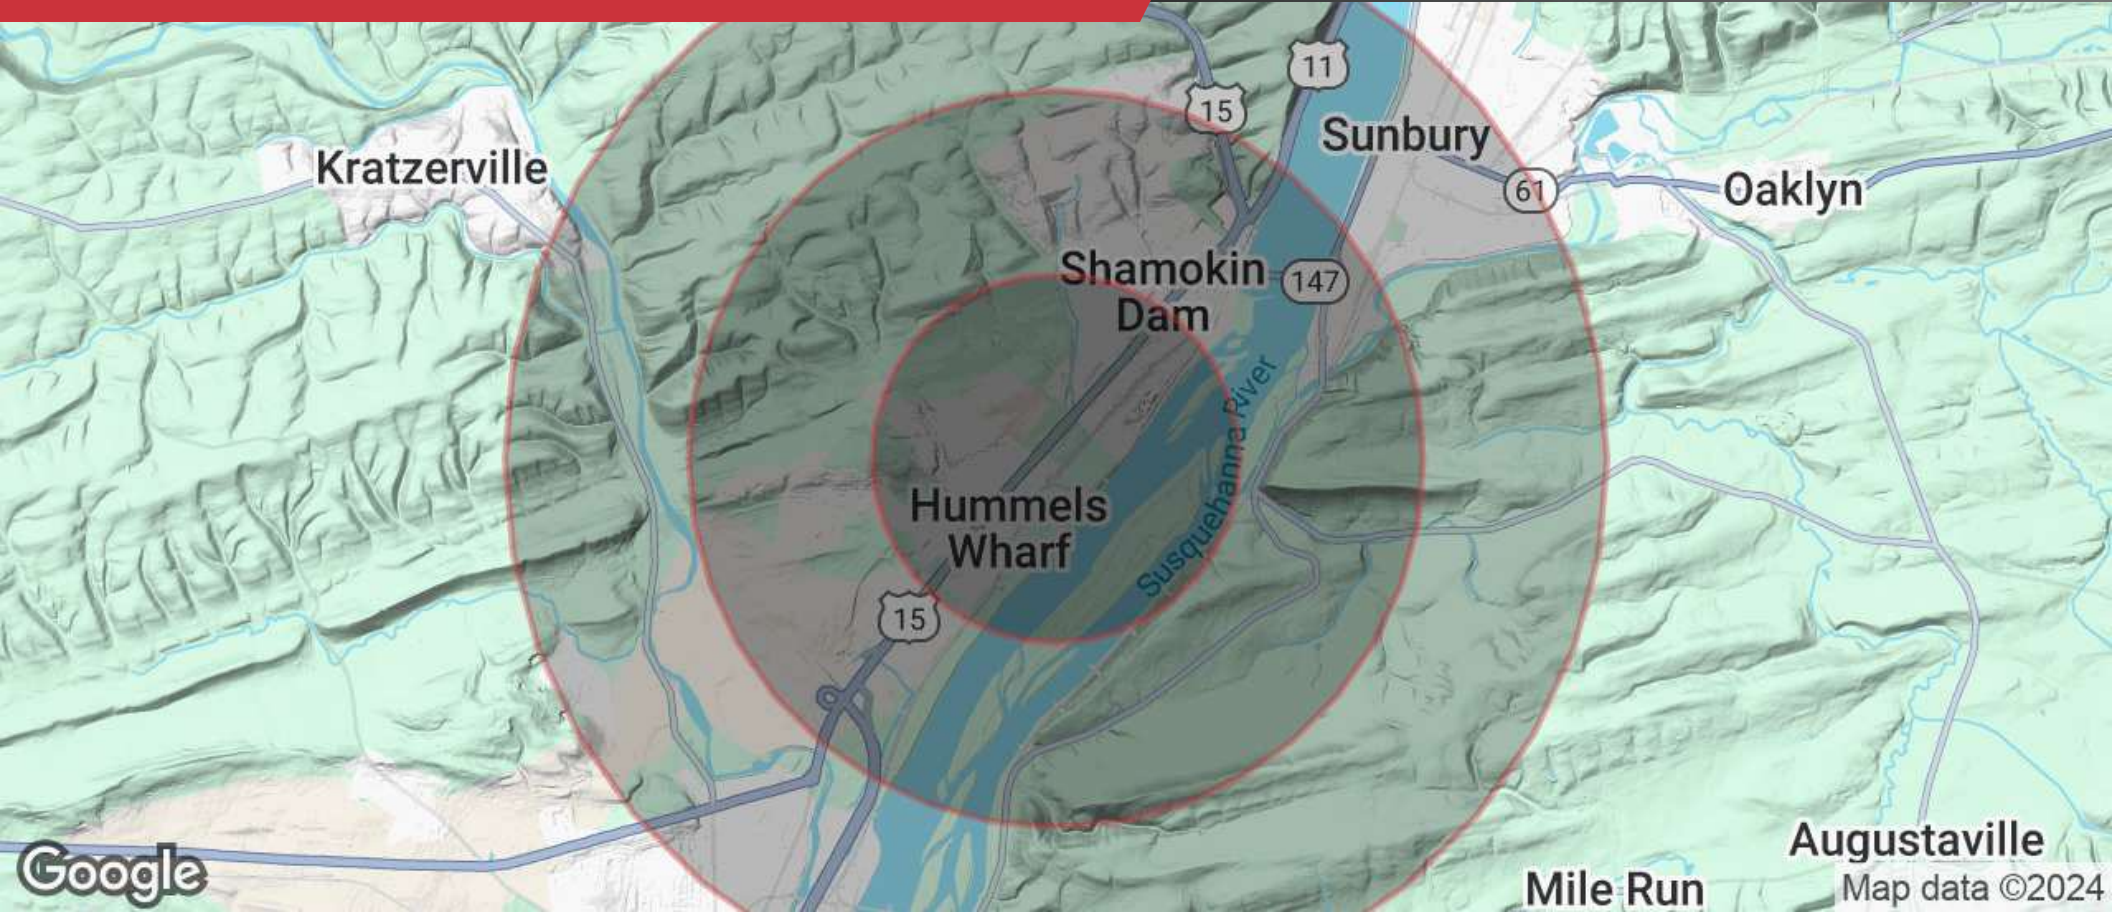 11
15
Sunbury
Kratzerville
61
Oaklyn
Shamokin
Dam
147
Susquehanna River
Hummels
Wharf
15
Augustaville
Google
Mile Run
Map data ©2024